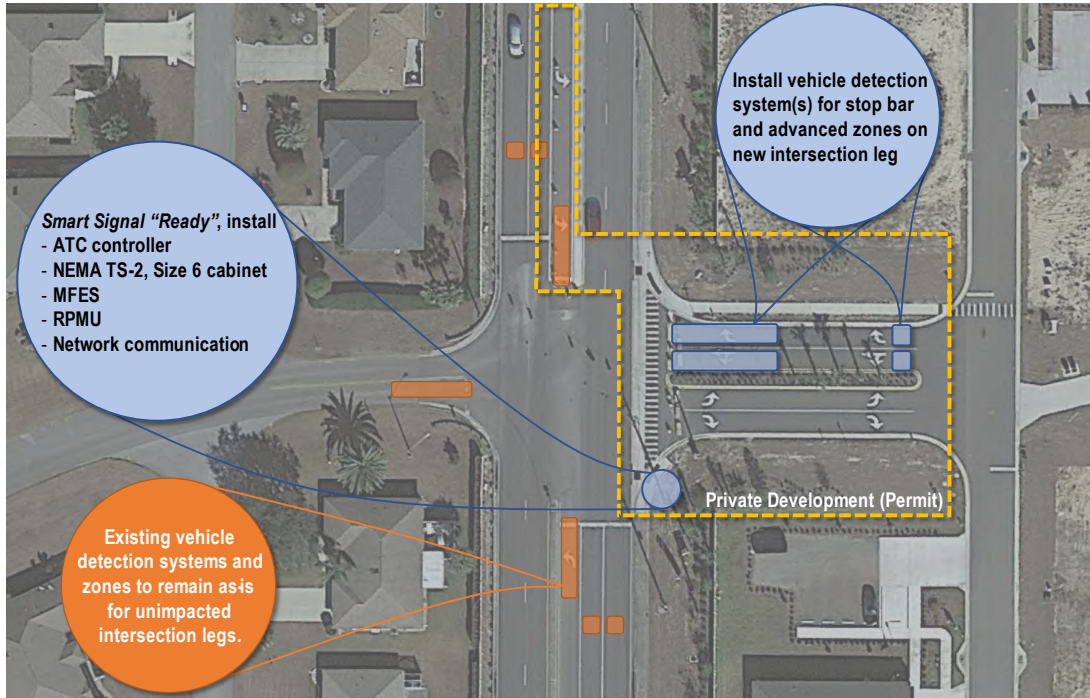 Install vehicle detection
system(s) for stop bar
and advanced zones on
new intersection leg
Smart Signal “Ready”, install
- ATC controller
- NEMA TS-2, Size 6 cabinet
- MFES
- RPMU
- Network communication
Private Development (Permit)
Existing vehicle
detection systems and
zones to remain as-is
for unimpacted
intersection legs.